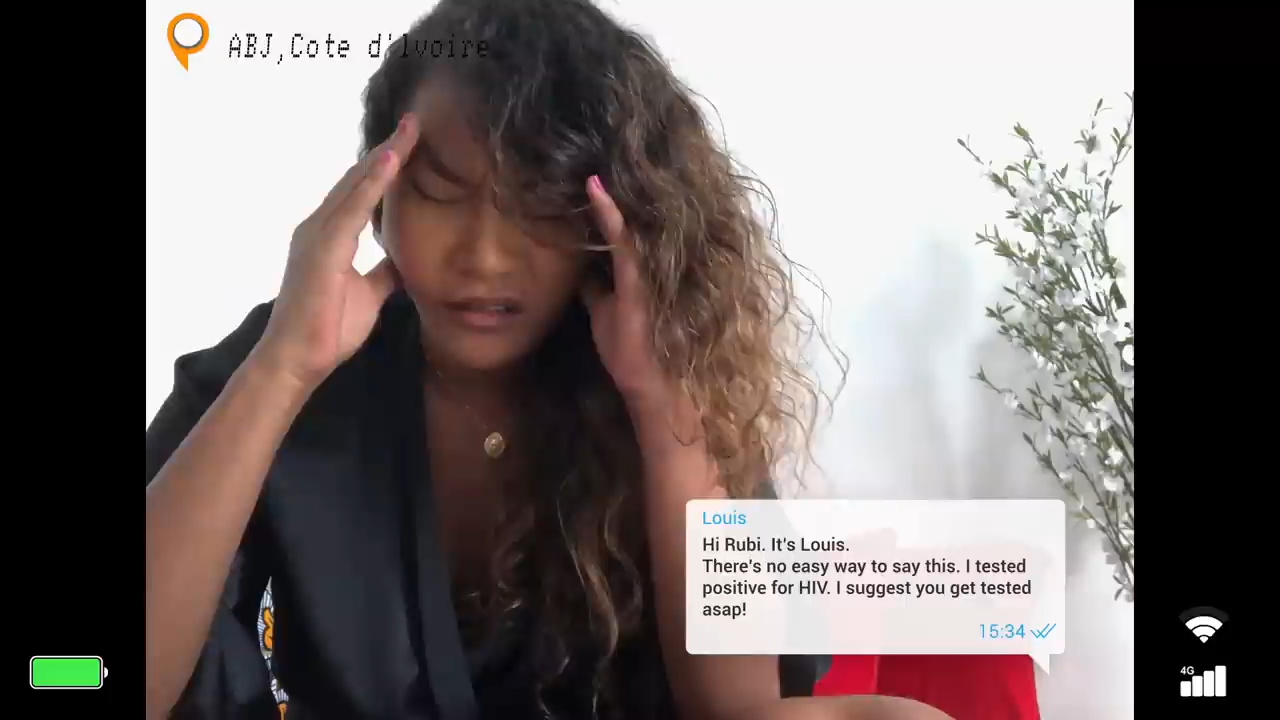 ABJ,Cote d'Ivoire
Louis
Hi Rubi. It's Louis.
There's no easy way to say this. I tested
positive for HIV. I suggest you get tested
asap!
15:34
4G